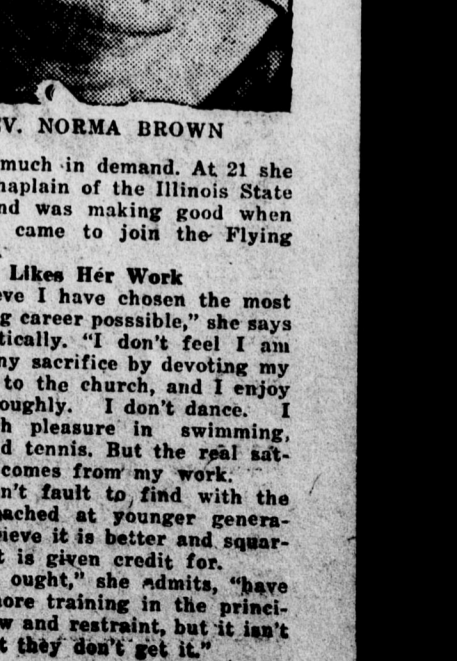 EV. NORMA BROWN
much in demand. At 21 she
haplain of the Illinois State
nd was making good when
came to join the Flying
Likes Her Work
eve I have chosen the most
g career posssible," she says
tically. "I don't feel I am
ny sacrifice by devoting my
to the church, and I enjoy
oughly. I don't dance. I
h pleasure in swimming,
d tennis. But the real sat-
comes from my work.
n't fault to find with the
ached at younger genera-
ieve it is better and squar-
t is given credit for.
ought," she admits, "have
ore training in the princi-
w and restraint, but it isn't
t they don't get it."